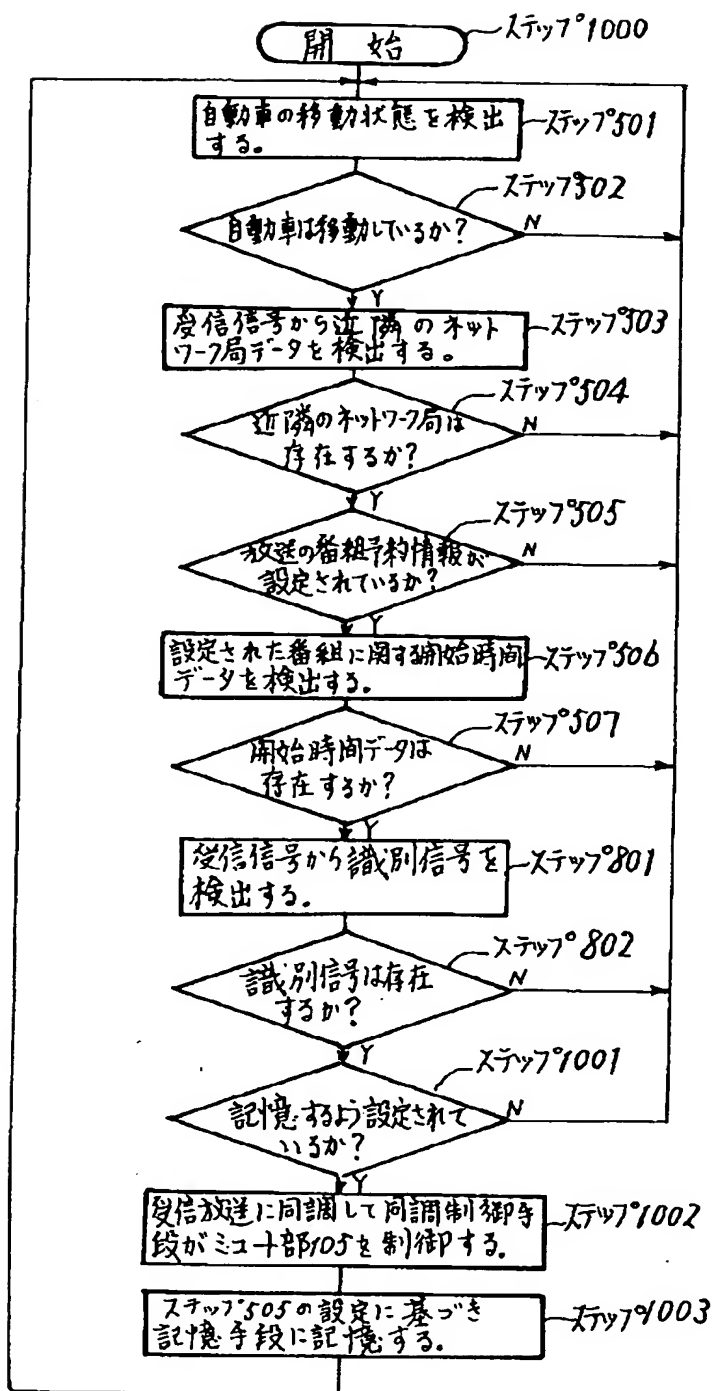 開始
ステップ1000
自動車の移動状態を検出
する。
ステップ501
ステップ502
自動車は移動しているか?
N
Y
受信信号から近隣のネット
ワーク局データを検出する。
ステップ503
ステップ504
近隣のネットワーク局は
存在するか?
N
Y
ステップ505
放送の番組予約情報が
設定されているか?
N
Y
設定された番組に関する開始時間
データを検出する。
ステップ506
ステップ507
開始時間データは
存在するか?
N
Y
受信信号から識別信号を
検出する。
ステップ801
ステップ802
識別信号は存在
するか?
N
Y
ステップ1001
記憶するよう設定されて
いるか?
N
Y
受信放送に同調して同調制御手
段がミュート部105を制御する。
ステップ1002
ステップ505の設定に基づき
記憶手段に記憶する。
ステップ1003